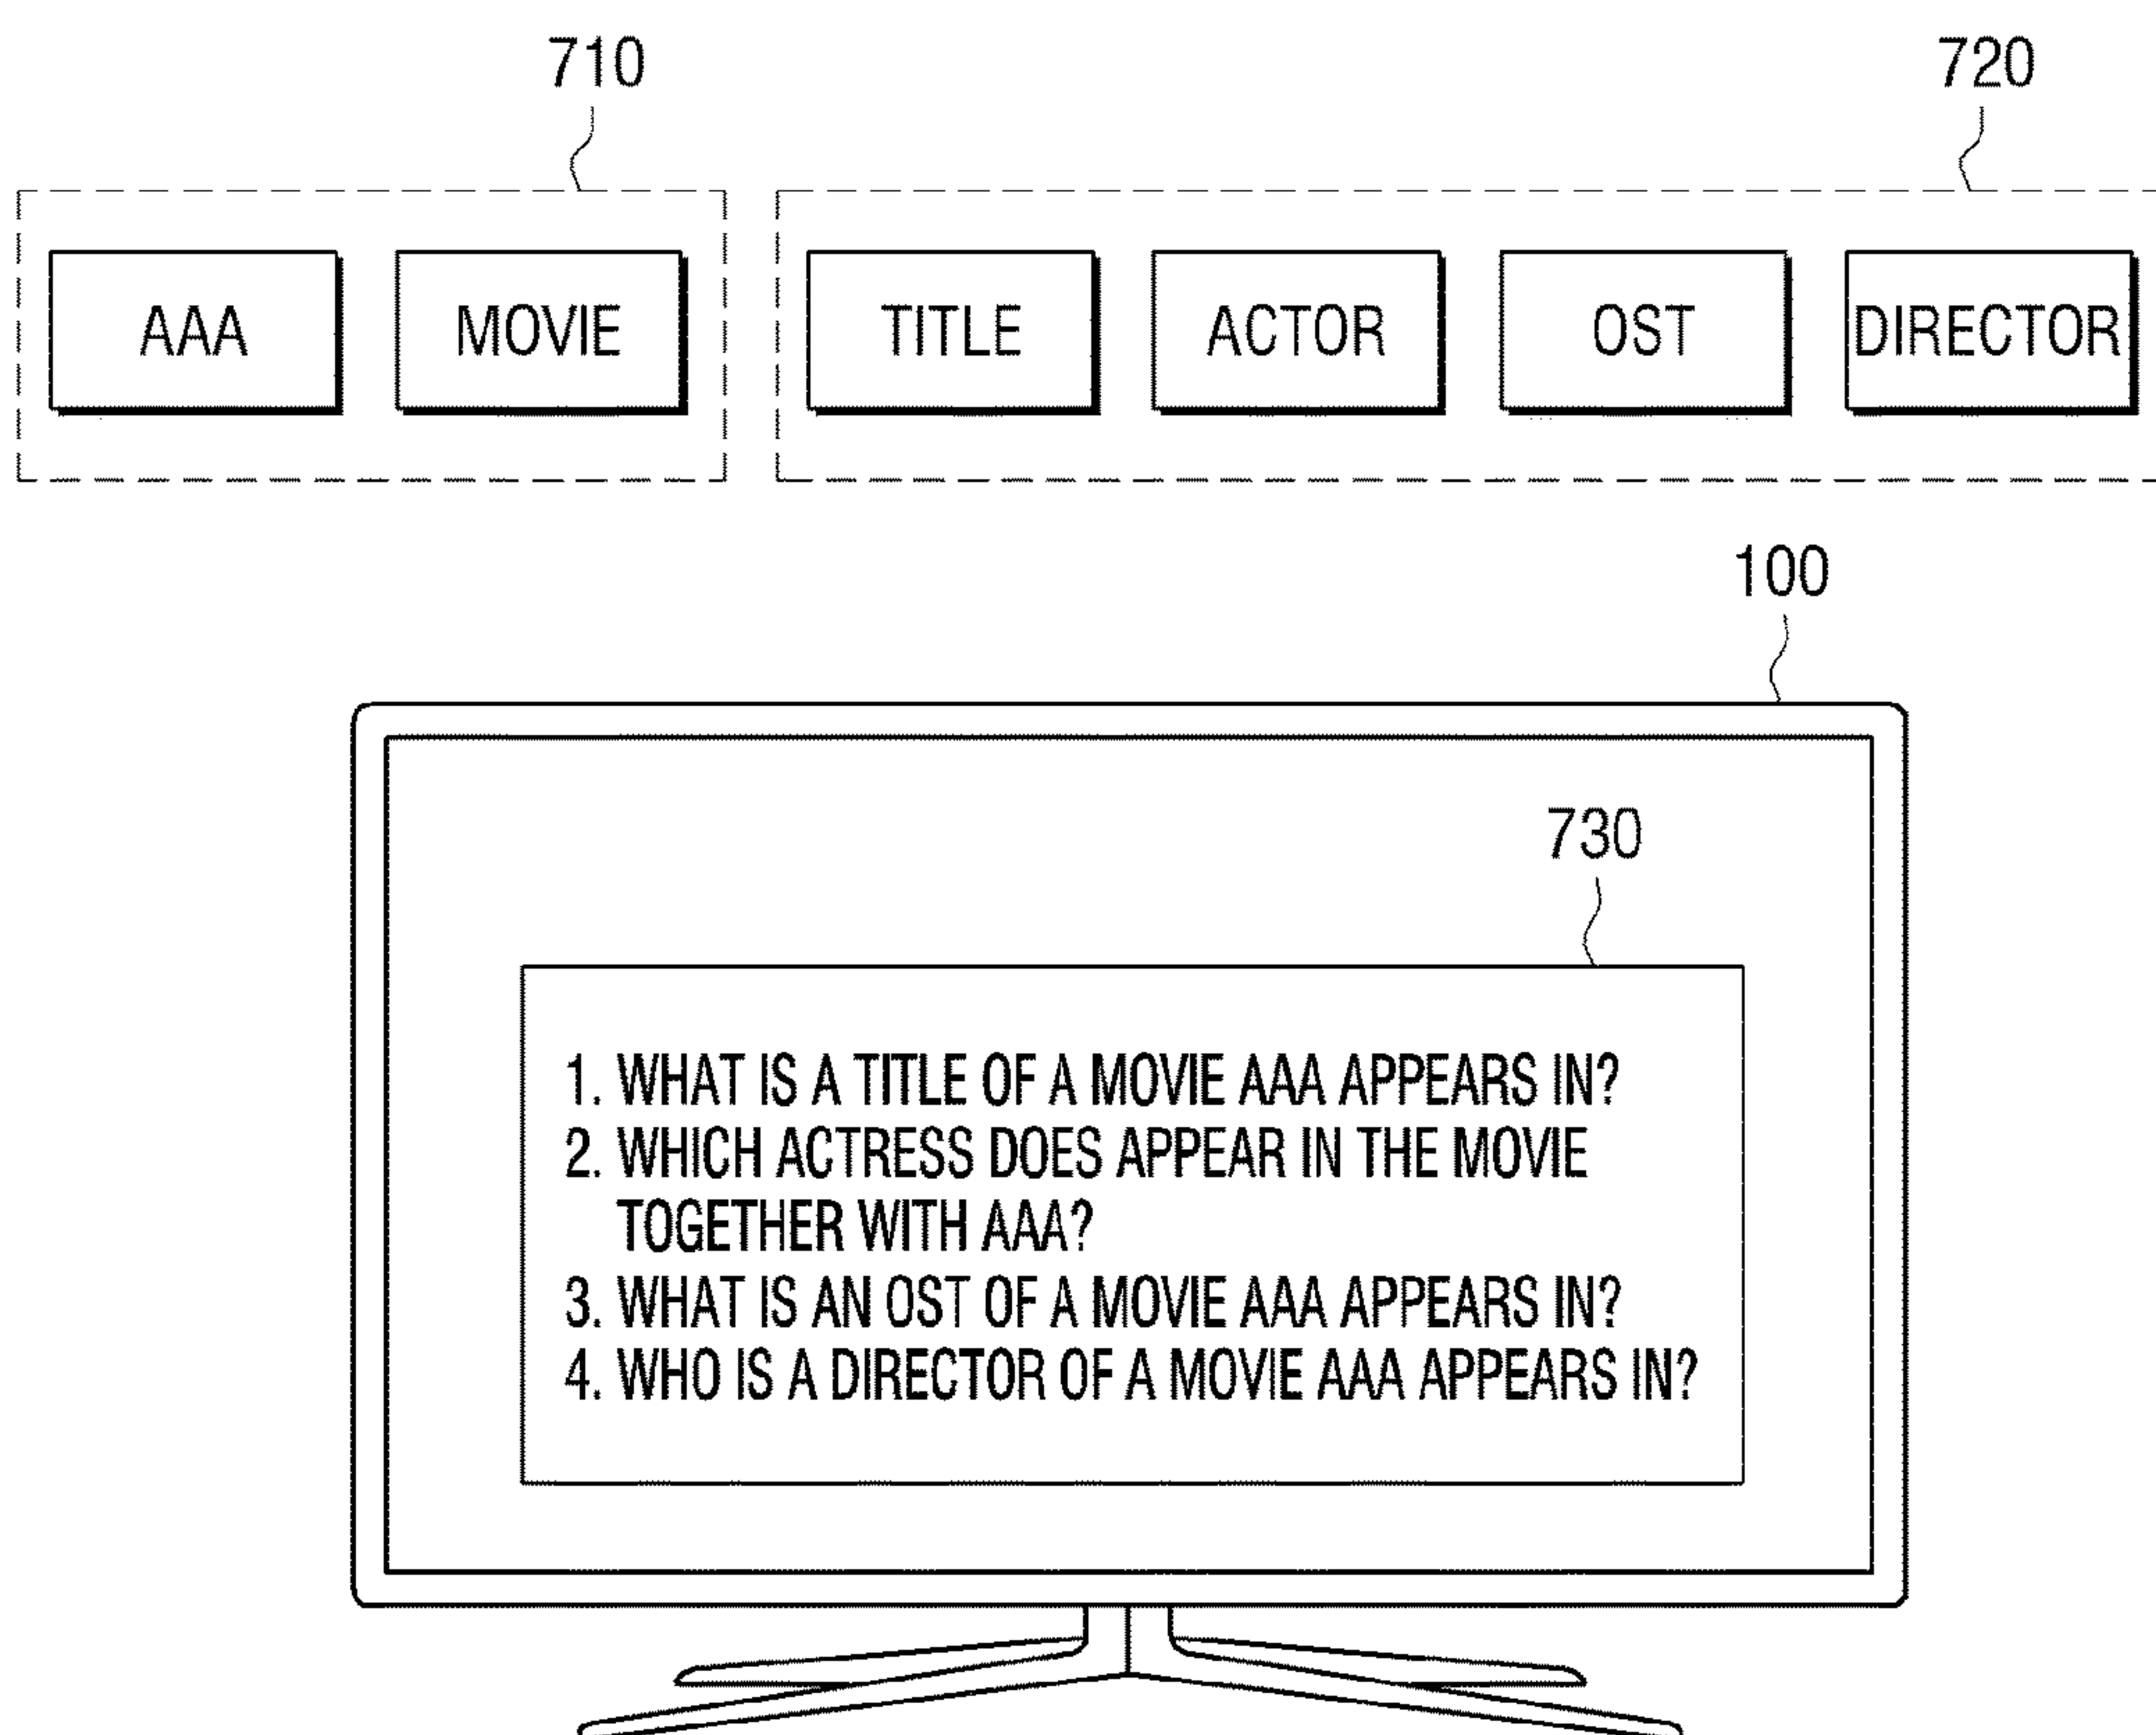 710
720
AAA MOVIE TITLE ACTOR OST DIRECTOR
100
730
1. WHAT IS A TITLE OF A MOVIE AAA APPEARS IN?
2. WHICH ACTRESS DOES APPEAR IN THE MOVIE
TOGETHER WITH AAA?
3. WHAT IS AN OST OF A MOVIE AAA APPEARS IN?
4. WHO IS A DIRECTOR OF A MOVIE AAA APPEARS IN?